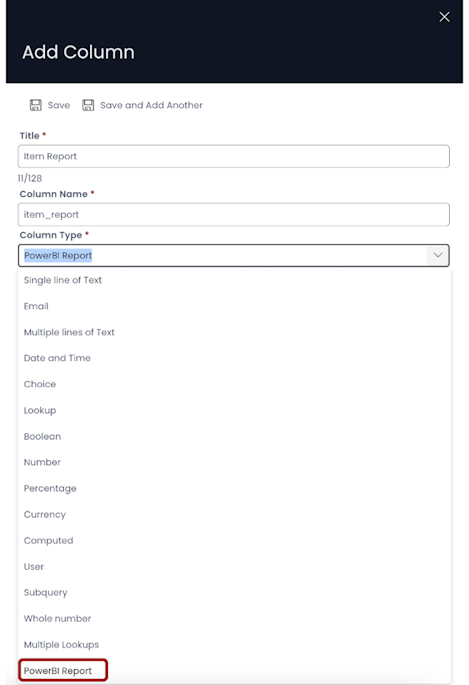 Add Column
Save Save and Add Another
Title *
Item Report
11/128
Column Name *
item_report
Column Type *
PowerBI Report
Single line of Text
Email
Multiple lines of Text
Date and Time
Choice
Lookup
Boolean
Number
Percentage
Currency
Computed
User
Subquery
Whole number
Multiple Lookups
PowerBI Report